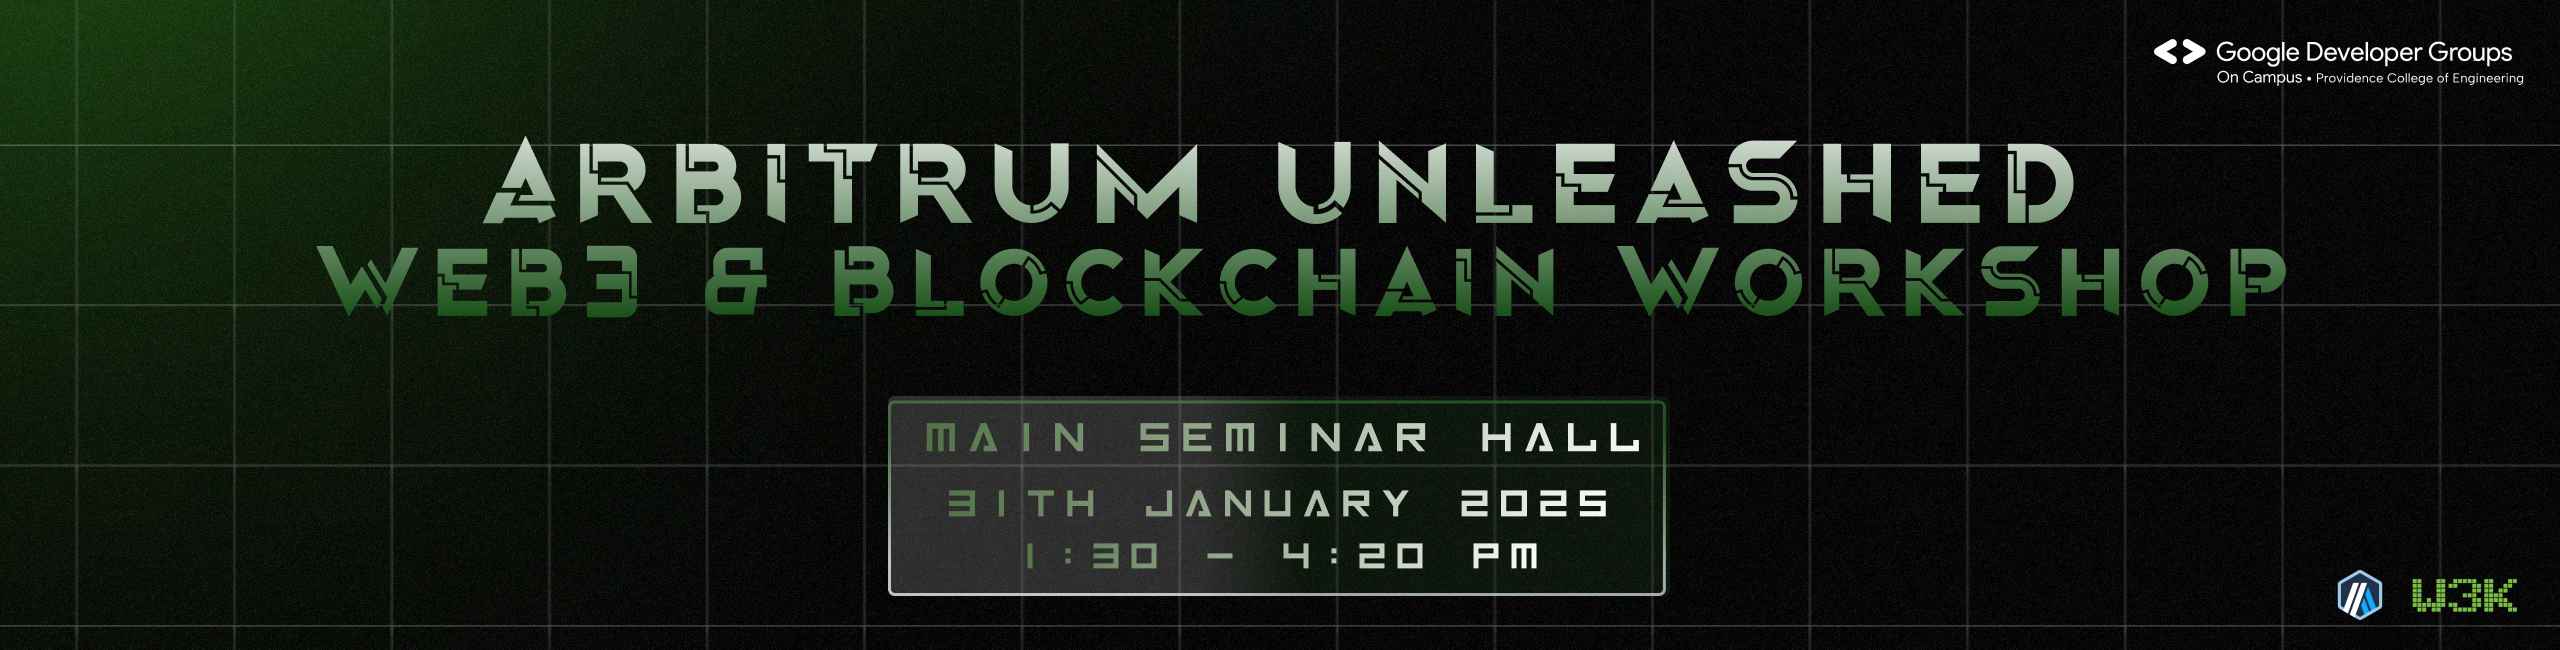 Google Developer Groups
On Campus • Providence College of Engineering
ARBITRUM UNLEASHED
WEB3 & BLOCKCHAIN WORKSHOP
MAIN SEMINAR HALL
31TH JANUARY 2025
1:30 – 4:20 PM
W3K